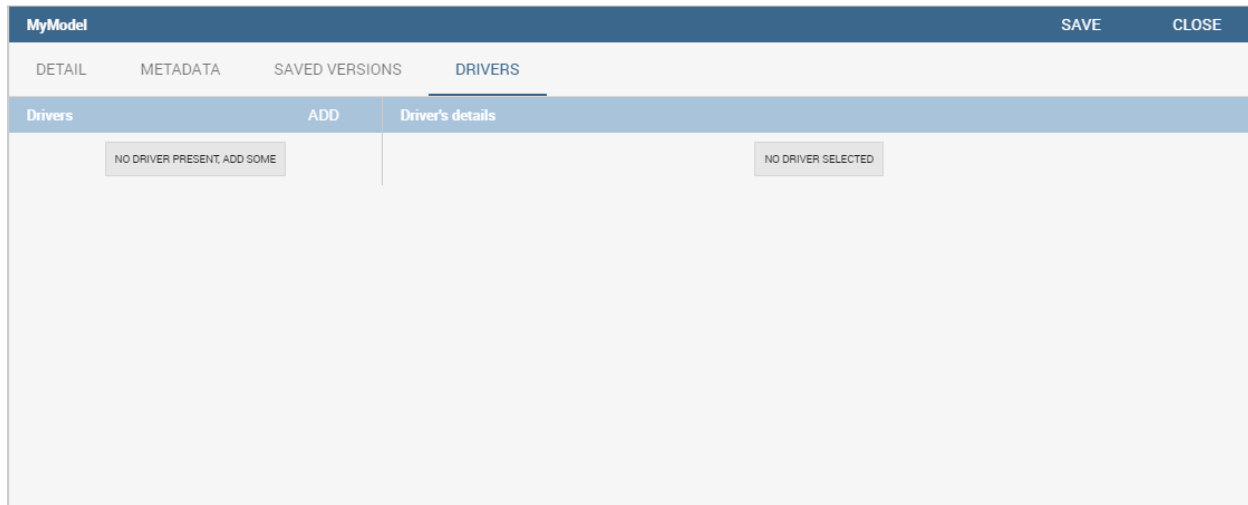 MyModel SAVE CLOSE
DETAIL METADATA SAVED VERSIONS DRIVERS
Drivers ADD Driver's details
NO DRIVER PRESENT, ADD SOME NO DRIVER SELECTED